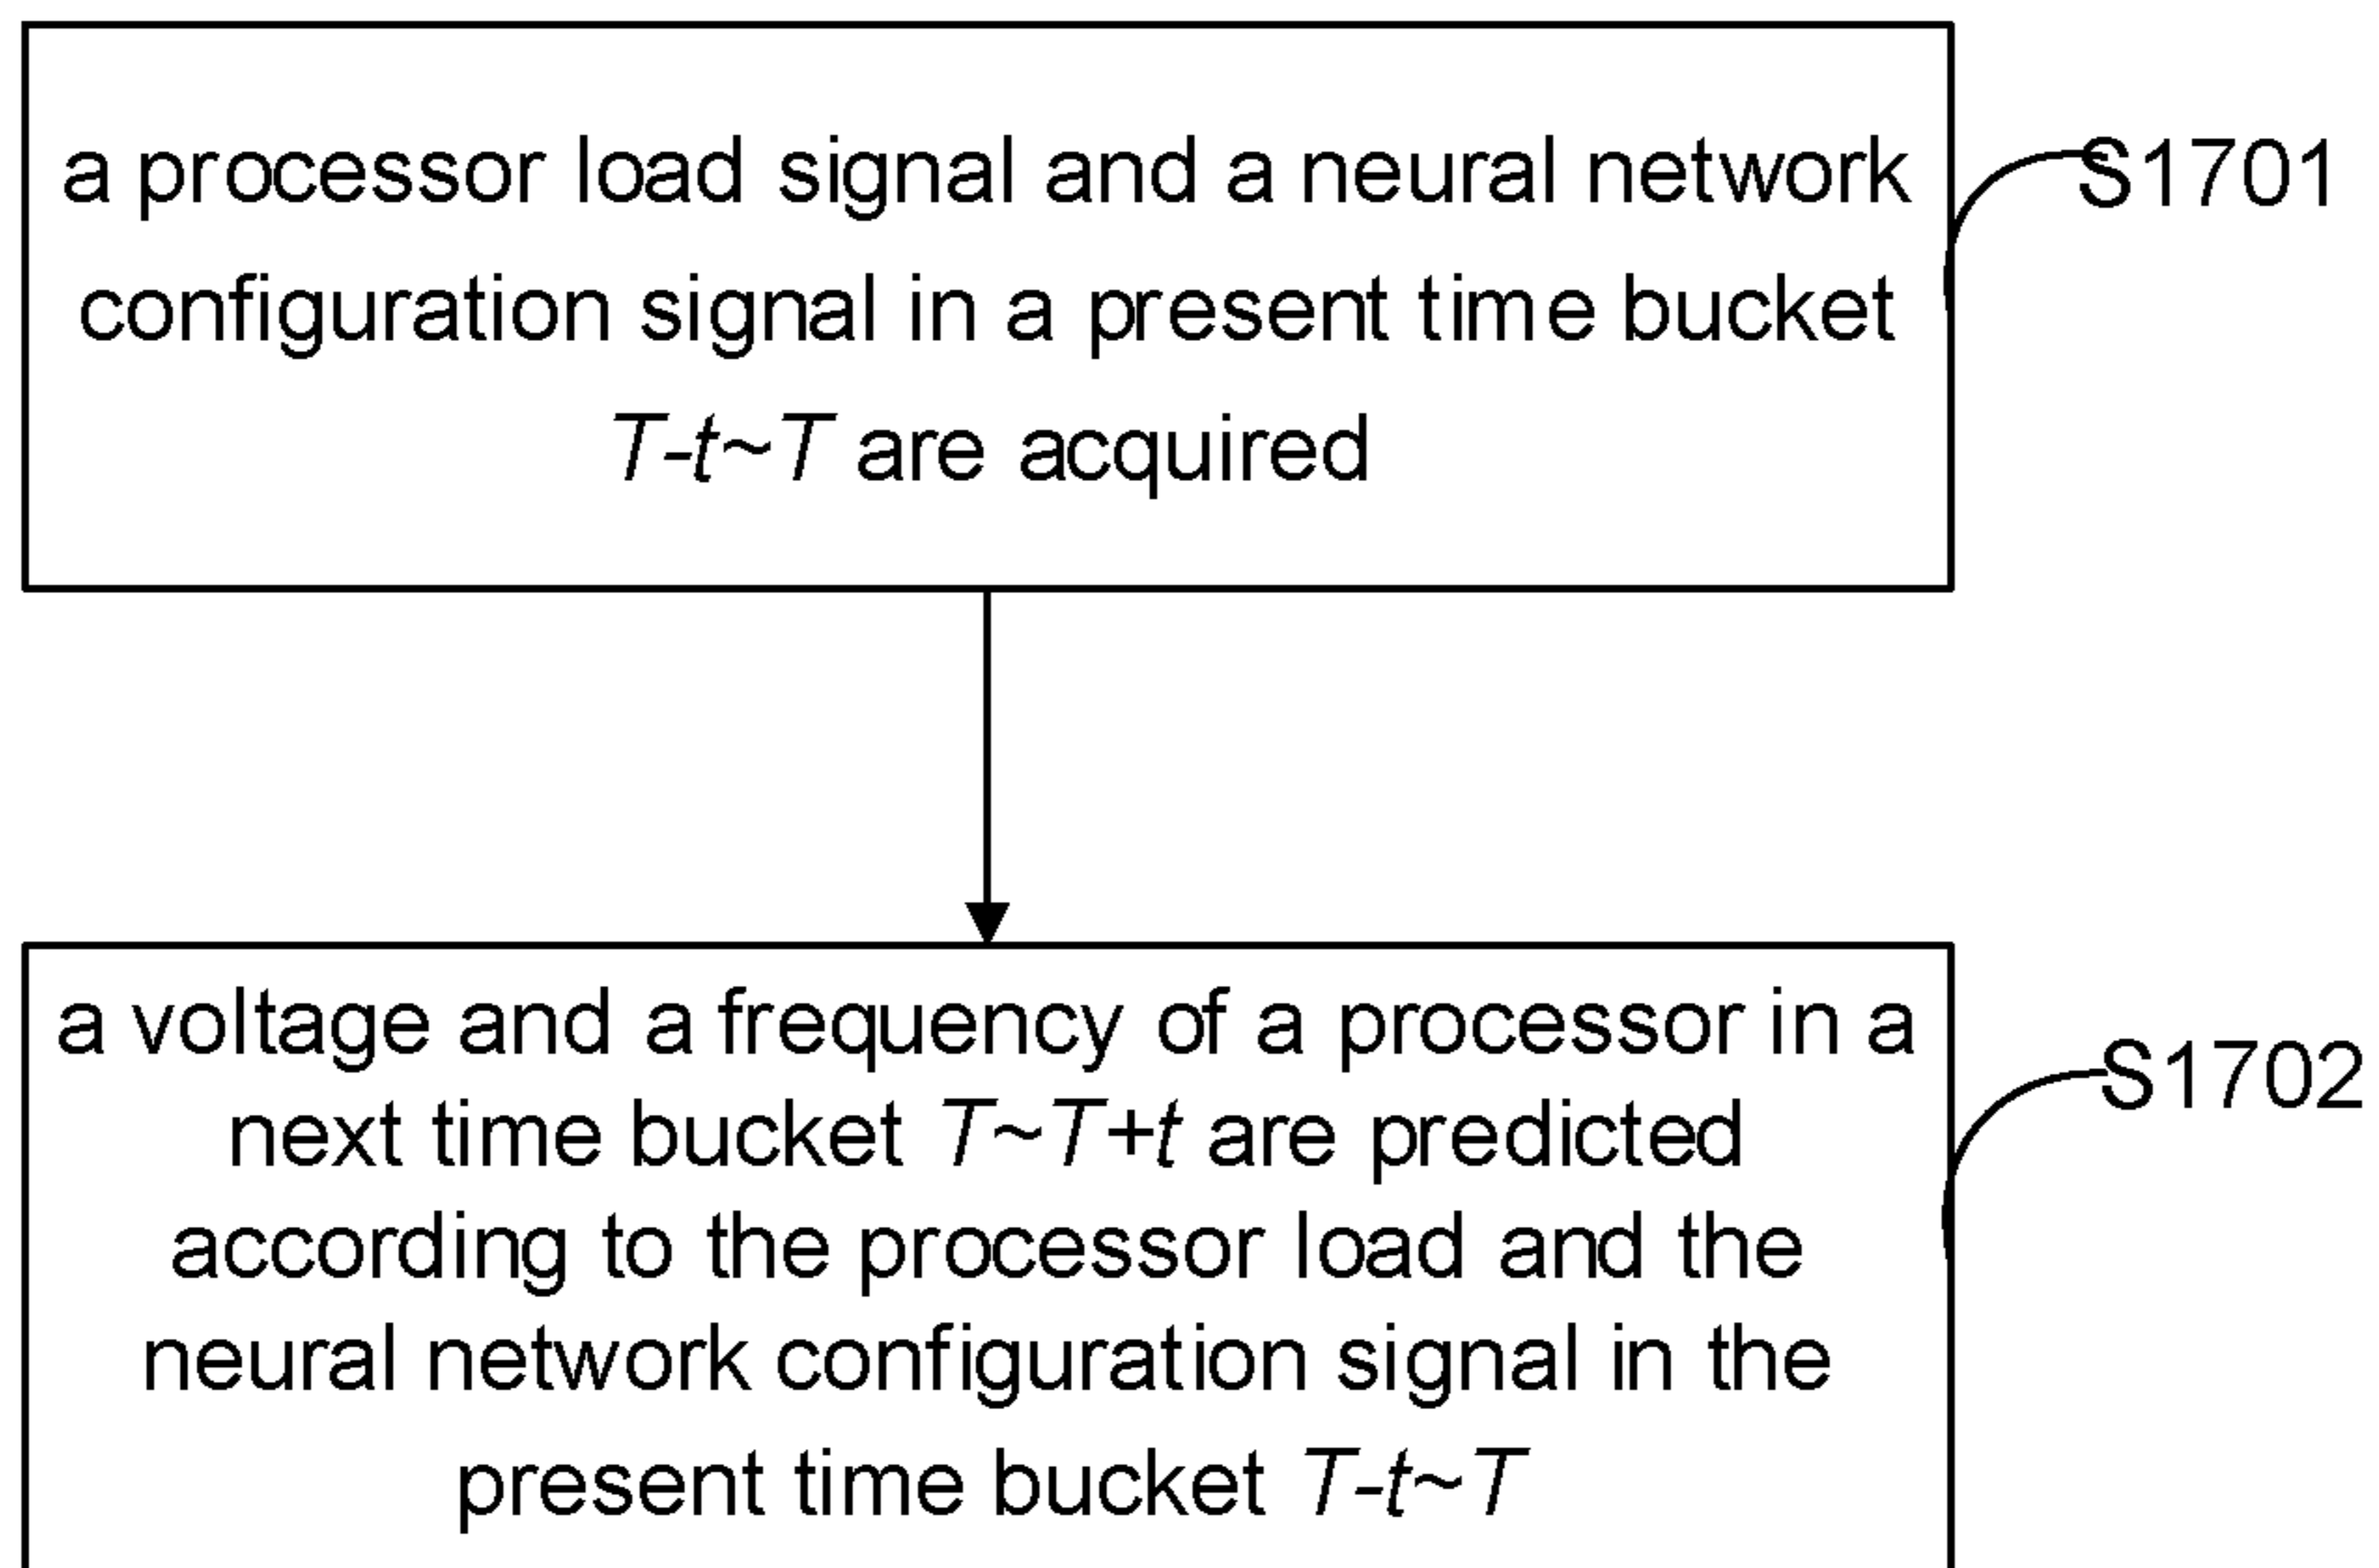 a processor load signal and a neural network
configuration signal in a present time bucket
T-t~T are acquired
S1701
a voltage and a frequency of a processor in a
next time bucket T~T+t are predicted
according to the processor load and the
neural network configuration signal in the
present time bucket T-t~T
S1702